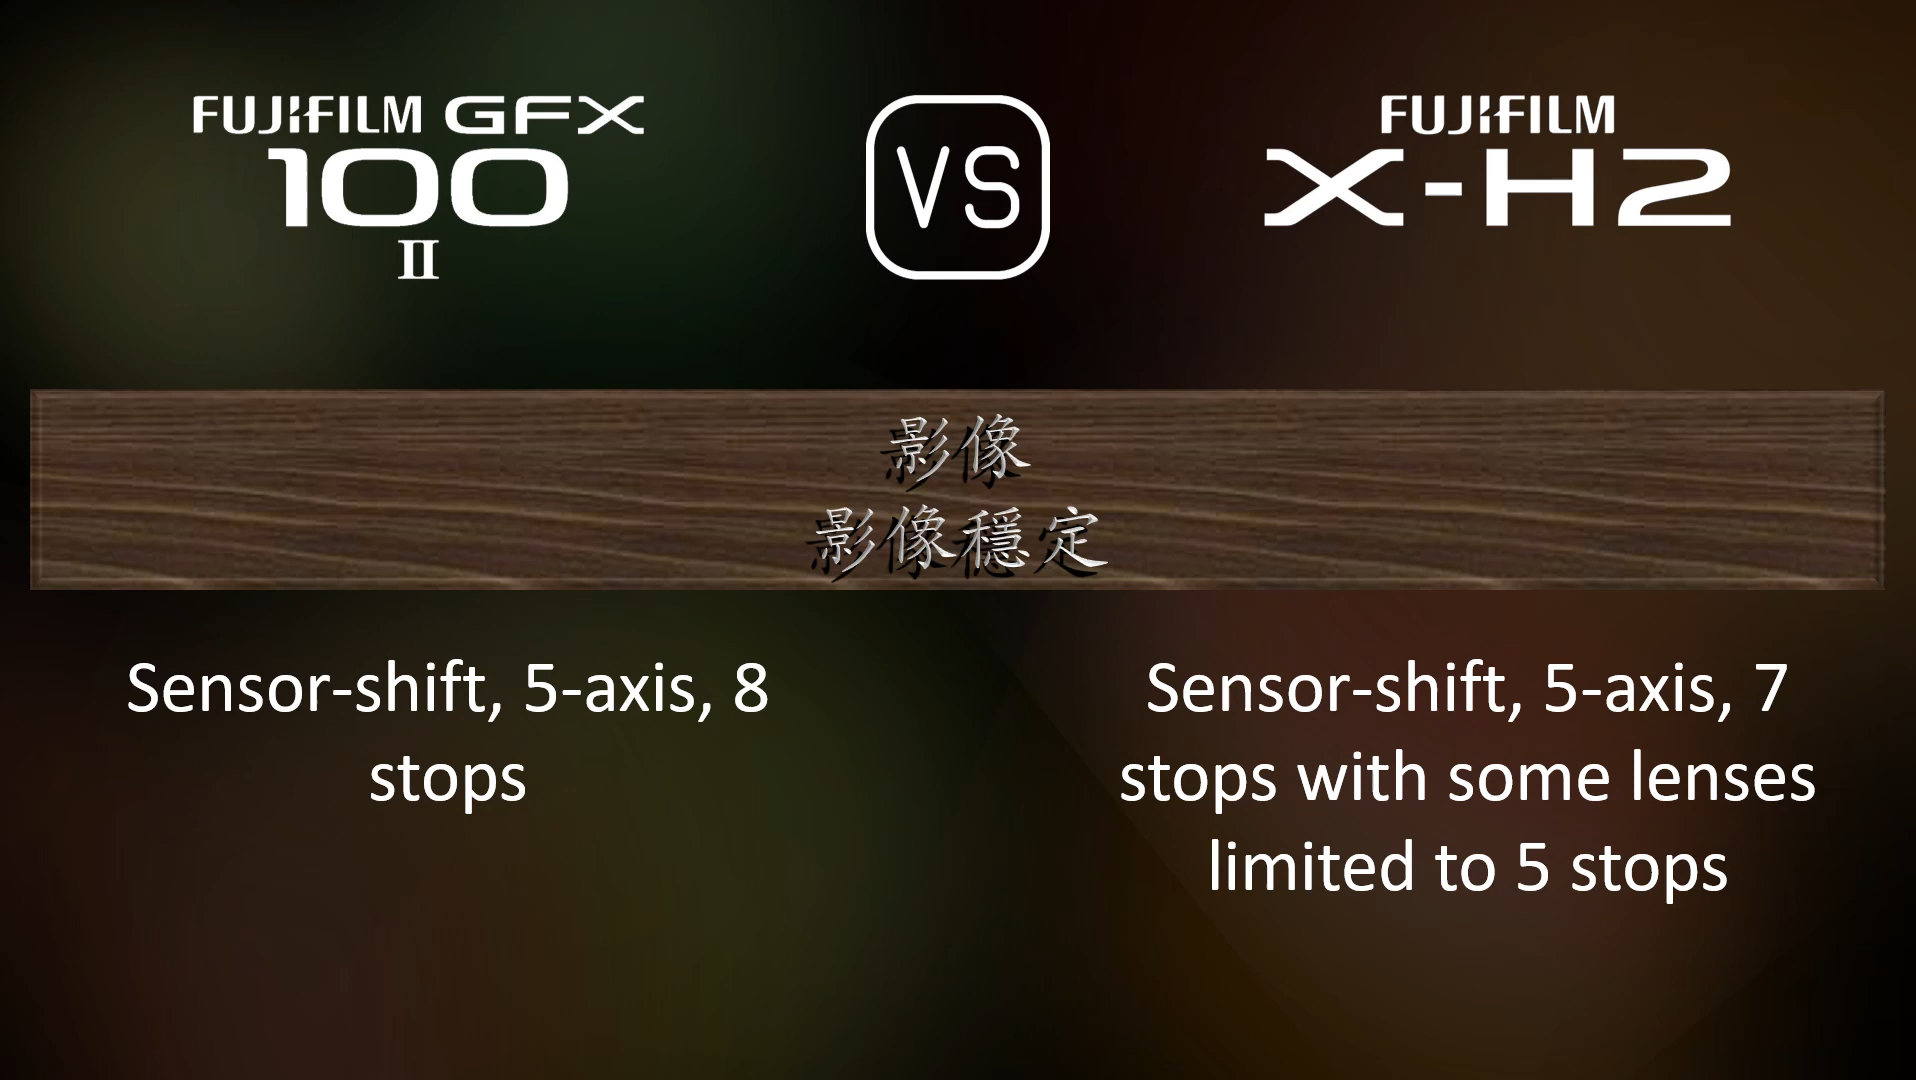 FUJIFILM GFX
100
II
VS
FUJIFILM
X-H2
影像
影像穩定
Sensor-shift, 5-axis, 8
stops
Sensor-shift, 5-axis, 7
stops with some lenses
limited to 5 stops